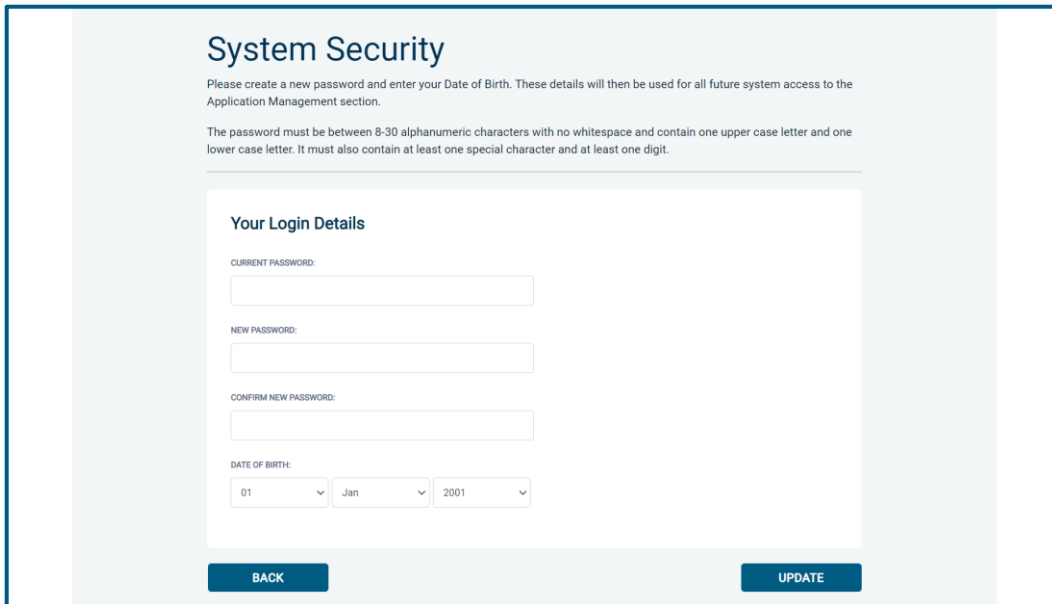 System Security
Please create a new password and enter your Date of Birth. These details will then be used for all future system access to the
Application Management section.
The password must be between 8-30 alphanumeric characters with no whitespace and contain one upper case letter and one
lower case letter. It must also contain at least one special character and at least one digit.
Your Login Details
CURRENT PASSWORD:
NEW PASSWORD:
CONFIRM NEW PASSWORD:
DATE OF BIRTH:
01 Jan 2001
BACK UPDATE